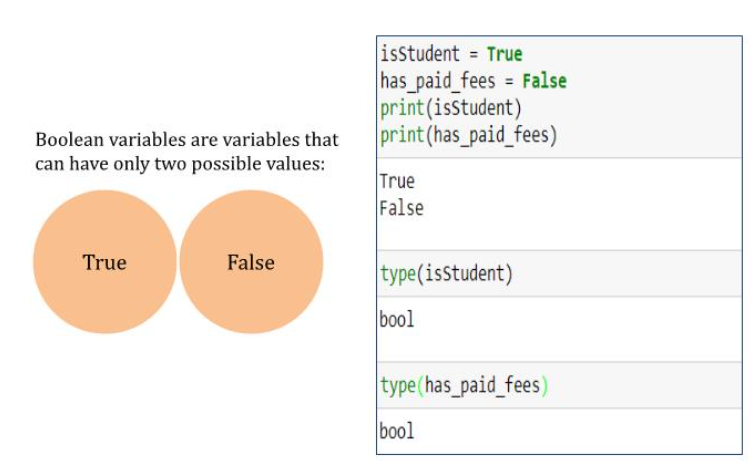 Boolean variables are variables that
can have only two possible values:
True
False
isStudent = True
has_paid_fees = False
print(isStudent)
print(has_paid_fees)
True
False
type(isStudent)
bool
type(has_paid_fees)
bool